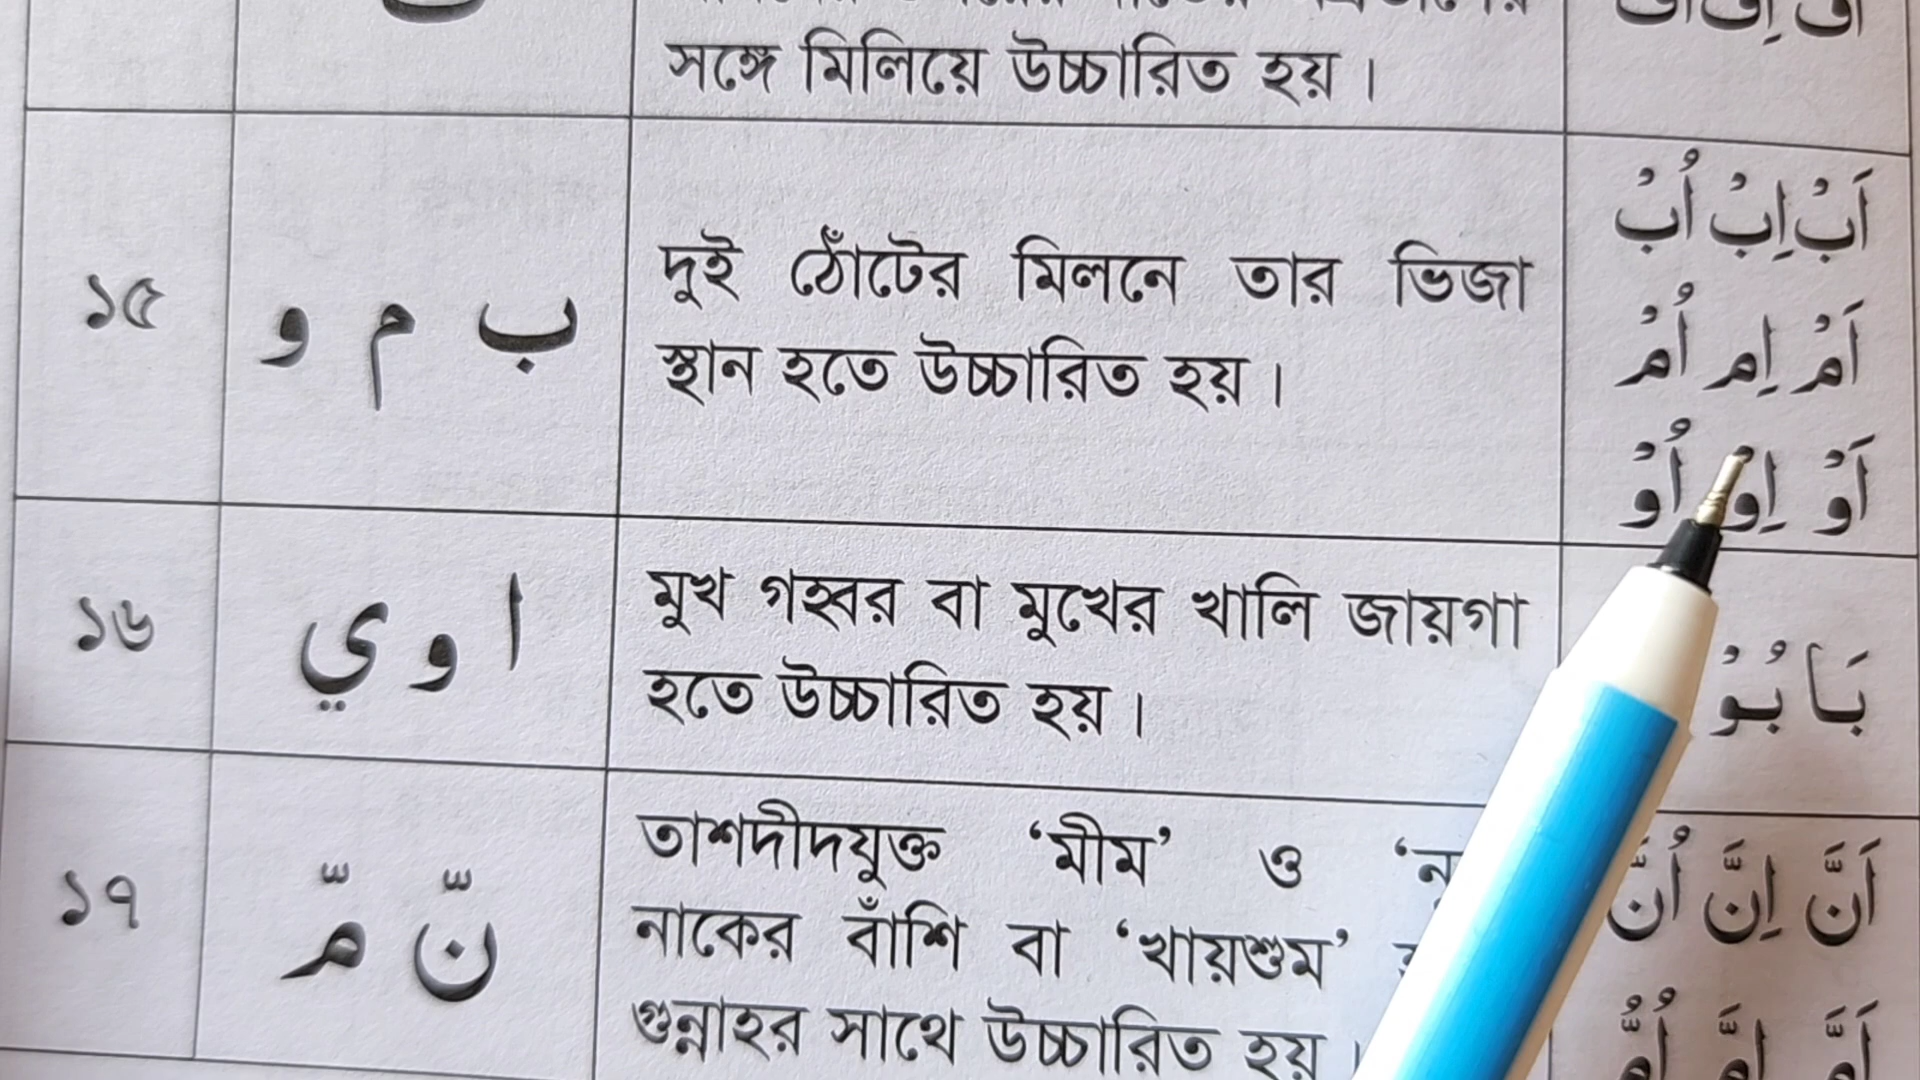 সঙ্গে মিলিয়ে উচ্চারিত হয়।
১৫
ب م و
দুই ঠোঁটের মিলনে তার ভিজা
স্থান হতে উচ্চারিত হয়।
اَبْ اِبْ اُبْ
اَمْ اِم اُمْ
اَوْ اِوْ اُوْ
১৬
ا و ي
মুখ গহ্বর বা মুখের খালি জায়গা
হতে উচ্চারিত হয়।
بَا بُوْ
১৭
نّ مّ
তাশদীদযুক্ত ‘মীম’ ও
নাকের বাঁশি বা ‘খায়শুম’
গুন্নাহর সাথে উচ্চারিত হয়।
اَنَّ اِنَّ اُنَّ